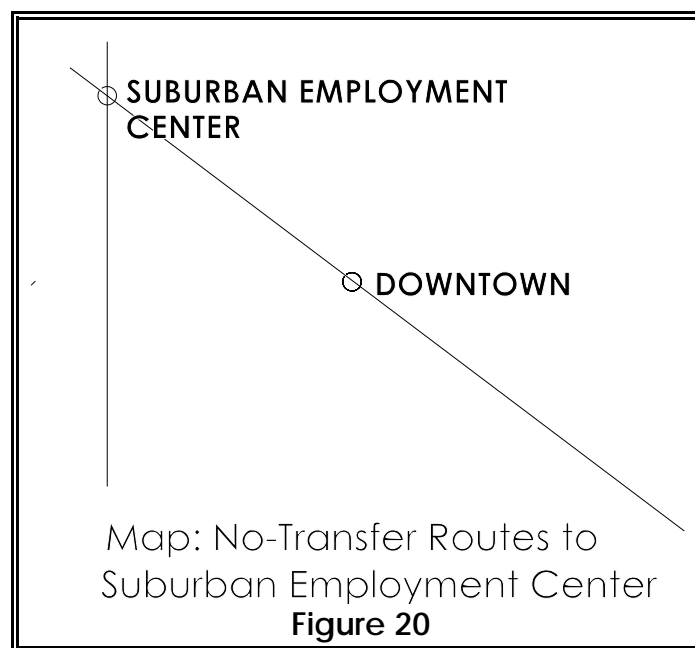 SUBURBAN EMPLOYMENT
CENTER
DOWNTOWN
Map: No-Transfer Routes to
Suburban Employment Center
Figure 20